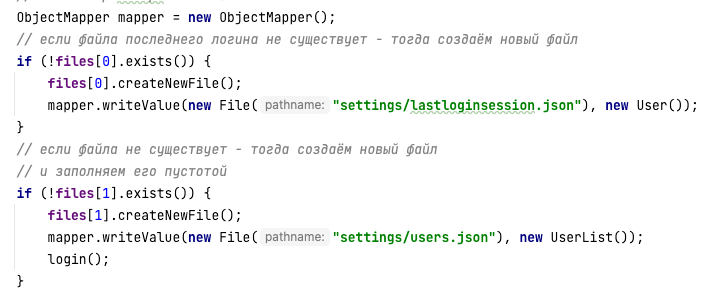 ObjectMapper mapper = new ObjectMapper();
// если файла последнего логина не существует - тогда создаём новый файл
if (!files[0].exists()) {
files[0].createNewFile();
mapper.writeValue(new File( pathname: "settings/lastloginsession.json"), new User());
}
// если файла не существует - тогда создаём новый файл
// и заполняем его пустотой
if (!files[1].exists()) {
files[1].createNewFile();
mapper.writeValue(new File( pathname: "settings/users.json"), new UserList());
login();
}